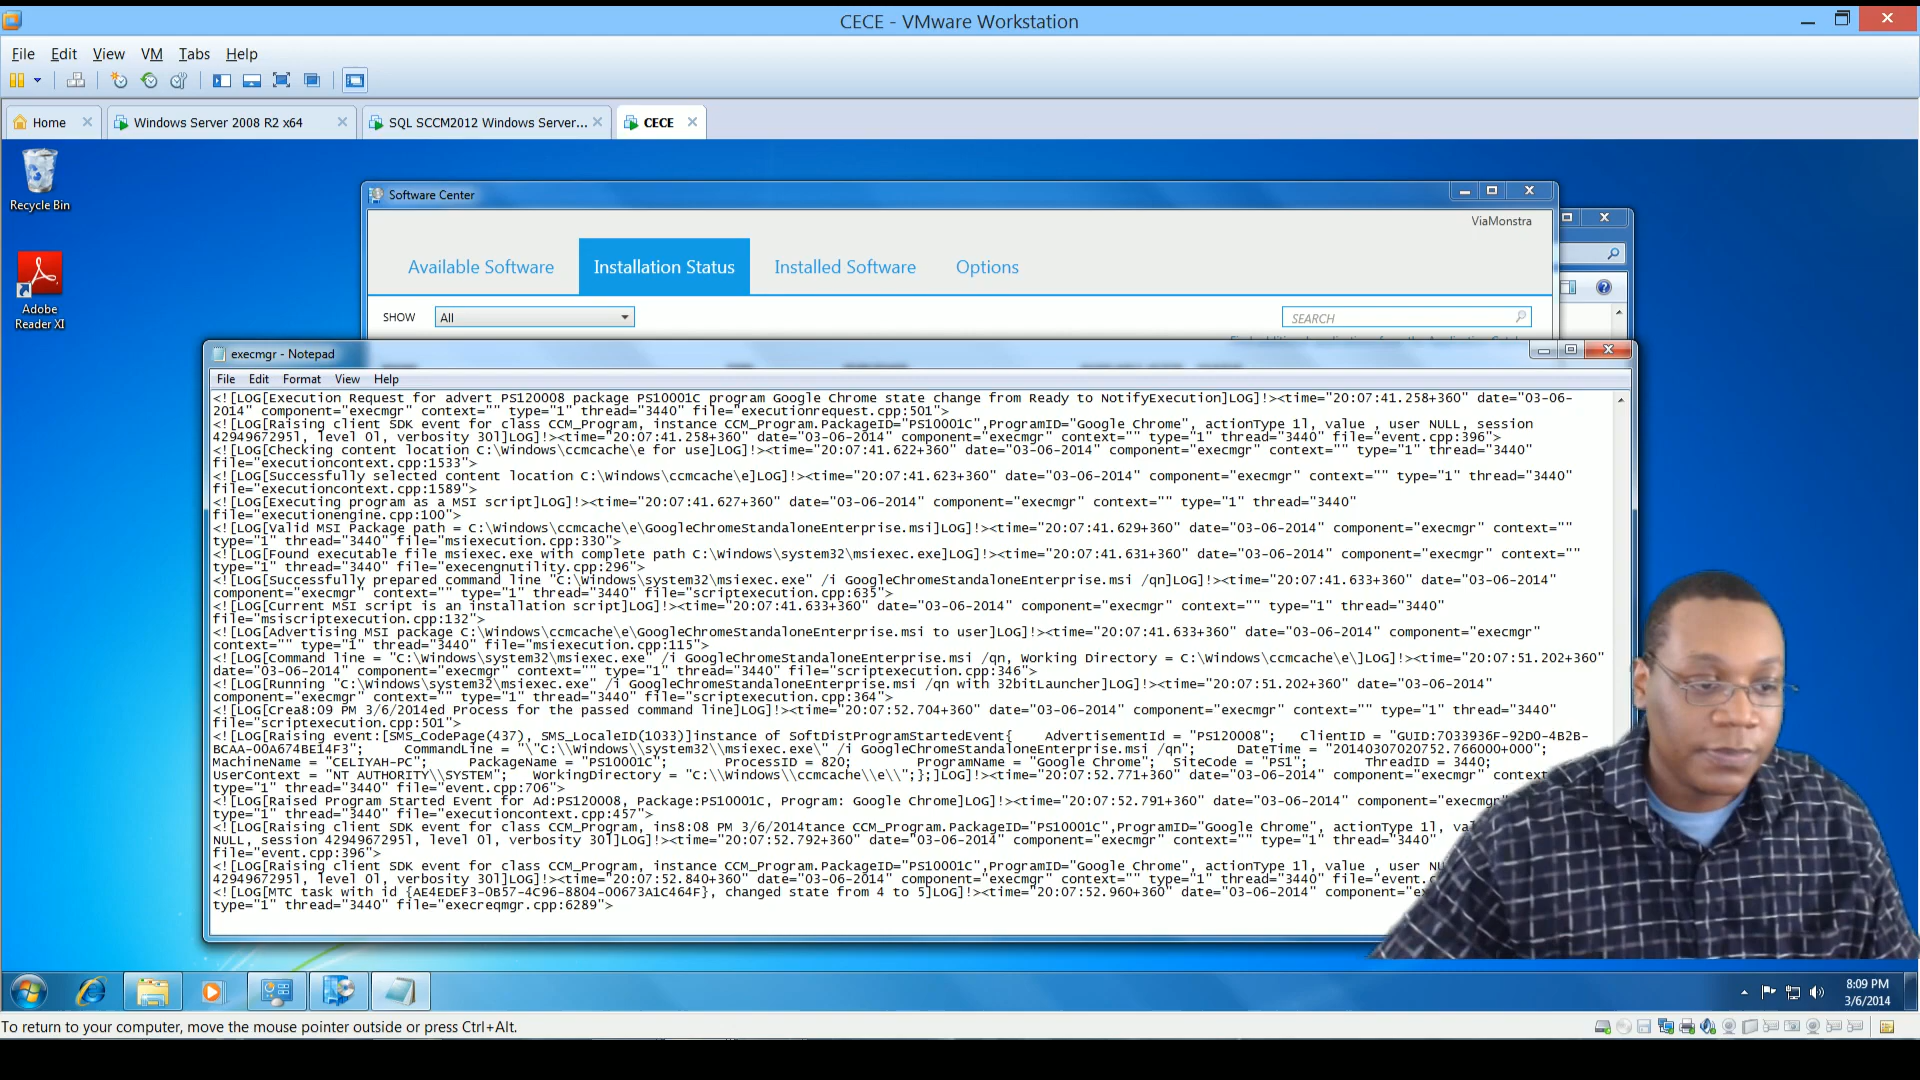 CECE - VMware Workstation
File Edit View VM Tabs Help
Home
Windows Server 2008 R2 x64
SQL SCCM2012 Windows Server...
CECE
Recycle Bin
Adobe
Reader XI
Software Center
ViaMonstra
Available Software Installation Status Installed Software Options
SHOW All SEARCH
execmgr - Notepad
File Edit Format View Help
<![LOG[Execution Request for advert PS120008 package PS10001C program Google Chrome state change from Ready to NotifyExecution]LOG]!><time="20:07:41.258+360" date="03-06-
2014" component="execmgr" context="" type="1" thread="3440" file="executionrequest.cpp:501">
<![LOG[Raising client SDK event for class CCM_Program, instance CCM_Program.PackageID="PS10001C",ProgramID="Google Chrome", actionType 1l, value , user NULL, session
4294967295l, level 0l, verbosity 30l]LOG]!><time="20:07:41.258+360" date="03-06-2014" component="execmgr" context="" type="1" thread="3440" file="event.cpp:396">
<![LOG[Checking content location C:\Windows\ccmcache\e for use]LOG]!><time="20:07:41.622+360" date="03-06-2014" component="execmgr" context="" type="1" thread="3440"
file="executioncontext.cpp:1533">
<![LOG[Successfully selected content location C:\Windows\ccmcache\e]LOG]!><time="20:07:41.623+360" date="03-06-2014" component="execmgr" context="" type="1" thread="3440"
file="executioncontext.cpp:1589">
<![LOG[Executing program as a MSI script]LOG]!><time="20:07:41.627+360" date="03-06-2014" component="execmgr" context="" type="1" thread="3440"
file="executionengine.cpp:100">
<![LOG[Valid MSI Package path = C:\Windows\ccmcache\e\GoogleChromeStandaloneEnterprise.msi]LOG]!><time="20:07:41.629+360" date="03-06-2014" component="execmgr" context=""
type="1" thread="3440" file="msiexecution.cpp:330">
<![LOG[Found executable file msiexec.exe with complete path C:\Windows\system32\msiexec.exe]LOG]!><time="20:07:41.631+360" date="03-06-2014" component="execmgr" context=""
type="1" thread="3440" file="execengnutility.cpp:296">
<![LOG[Successfully prepared command line "C:\Windows\system32\msiexec.exe" /i GoogleChromeStandaloneEnterprise.msi /qn]LOG]!><time="20:07:41.633+360" date="03-06-2014"
component="execmgr" context="" type="1" thread="3440" file="scriptexecution.cpp:635">
<![LOG[Current MSI script is an installation script]LOG]!><time="20:07:41.633+360" date="03-06-2014" component="execmgr" context="" type="1" thread="3440"
file="msiscriptexecution.cpp:132">
<![LOG[Advertising MSI package C:\Windows\ccmcache\e\GoogleChromeStandaloneEnterprise.msi to user]LOG]!><time="20:07:41.633+360" date="03-06-2014" component="execmgr"
context="" type="1" thread="3440" file="msiexecution.cpp:115">
<![LOG[Command line = "C:\Windows\system32\msiexec.exe" /i GoogleChromeStandaloneEnterprise.msi /qn, Working Directory = C:\Windows\ccmcache\e\]LOG]!><time="20:07:51.202+360"
date="03-06-2014" component="execmgr" context="" type="1" thread="3440" file="scriptexecution.cpp:346">
<![LOG[Running "C:\Windows\system32\msiexec.exe" /i GoogleChromeStandaloneEnterprise.msi /qn with 32bitLauncher]LOG]!><time="20:07:51.202+360" date="03-06-2014"
component="execmgr" context="" type="1" thread="3440" file="scriptexecution.cpp:364">
<![LOG[Crea8:09 PM 3/6/2014ed Process for the passed command line]LOG]!><time="20:07:52.704+360" date="03-06-2014" component="execmgr" context="" type="1" thread="3440"
file="scriptexecution.cpp:501">
<![LOG[Raising event:[SMS_CodePage(437), SMS_LocaleID(1033)]instance of SoftDistProgramStartedEvent{ AdvertisementId = "PS120008"; ClientID = "GUID:7033936F-92D0-4B2B-
BCAA-00A674BE14F3"; CommandLine = "\"C:\\Windows\\system32\\msiexec.exe\" /i GoogleChromeStandaloneEnterprise.msi /qn"; DateTime = "20140307020752.766000+000";
MachineName = "CELIYAH-PC"; PackageName = "PS10001C"; ProcessID = 820; ProgramName = "Google Chrome"; SiteCode = "PS1"; ThreadID = 3440;
UserContext = "NT AUTHORITY\\SYSTEM"; WorkingDirectory = "C:\\Windows\\ccmcache\\e\\";};]LOG]!><time="20:07:52.771+360" date="03-06-2014" component="execmgr" context
type="1" thread="3440" file="event.cpp:706">
<![LOG[Raised Program Started Event for Ad:PS120008, Package:PS10001C, Program: Google Chrome]LOG]!><time="20:07:52.791+360" date="03-06-2014" component="execmgr"
type="1" thread="3440" file="executioncontext.cpp:457">
<![LOG[Raising client SDK event for class CCM_Program, ins8:08 PM 3/6/2014tance CCM_Program.PackageID="PS10001C",ProgramID="Google Chrome", actionType 1l,
NULL, session 4294967295l, level 0l, verbosity 30l]LOG]!><time="20:07:52.792+360" date="03-06-2014" component="execmgr" context="" type="1" thread="3440"
file="event.cpp:396">
<![LOG[Raising client SDK event for class CCM_Program, instance CCM_Program.PackageID="PS10001C",ProgramID="Google Chrome", actionType 1l, value , user
4294967295l, level 0l, verbosity 30l]LOG]!><time="20:07:52.840+360" date="03-06-2014" component="execmgr" context="" type="1" thread="3440"
<![LOG[MTC task with id {AE4EDEF3-0B57-4C96-8804-00673A1C464F}, changed state from 4 to 5]LOG]!><time="20:07:52.960+360" date="03-06-2014"
type="1" thread="3440" file="execreqmgr.cpp:6289">
8:09 PM
3/6/2014
To return to your computer, move the mouse pointer outside or press Ctrl+Alt.